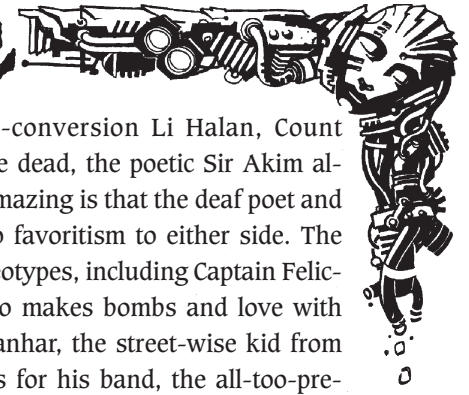 -conversion Li Halan, Count
e dead, the poetic Sir Akim al-
mazing is that the deaf poet and
o favoritism to either side. The
eotypes, including Captain Felic-
o makes bombs and love with
anhar, the street-wise kid from
s for his band, the all-too-pre-